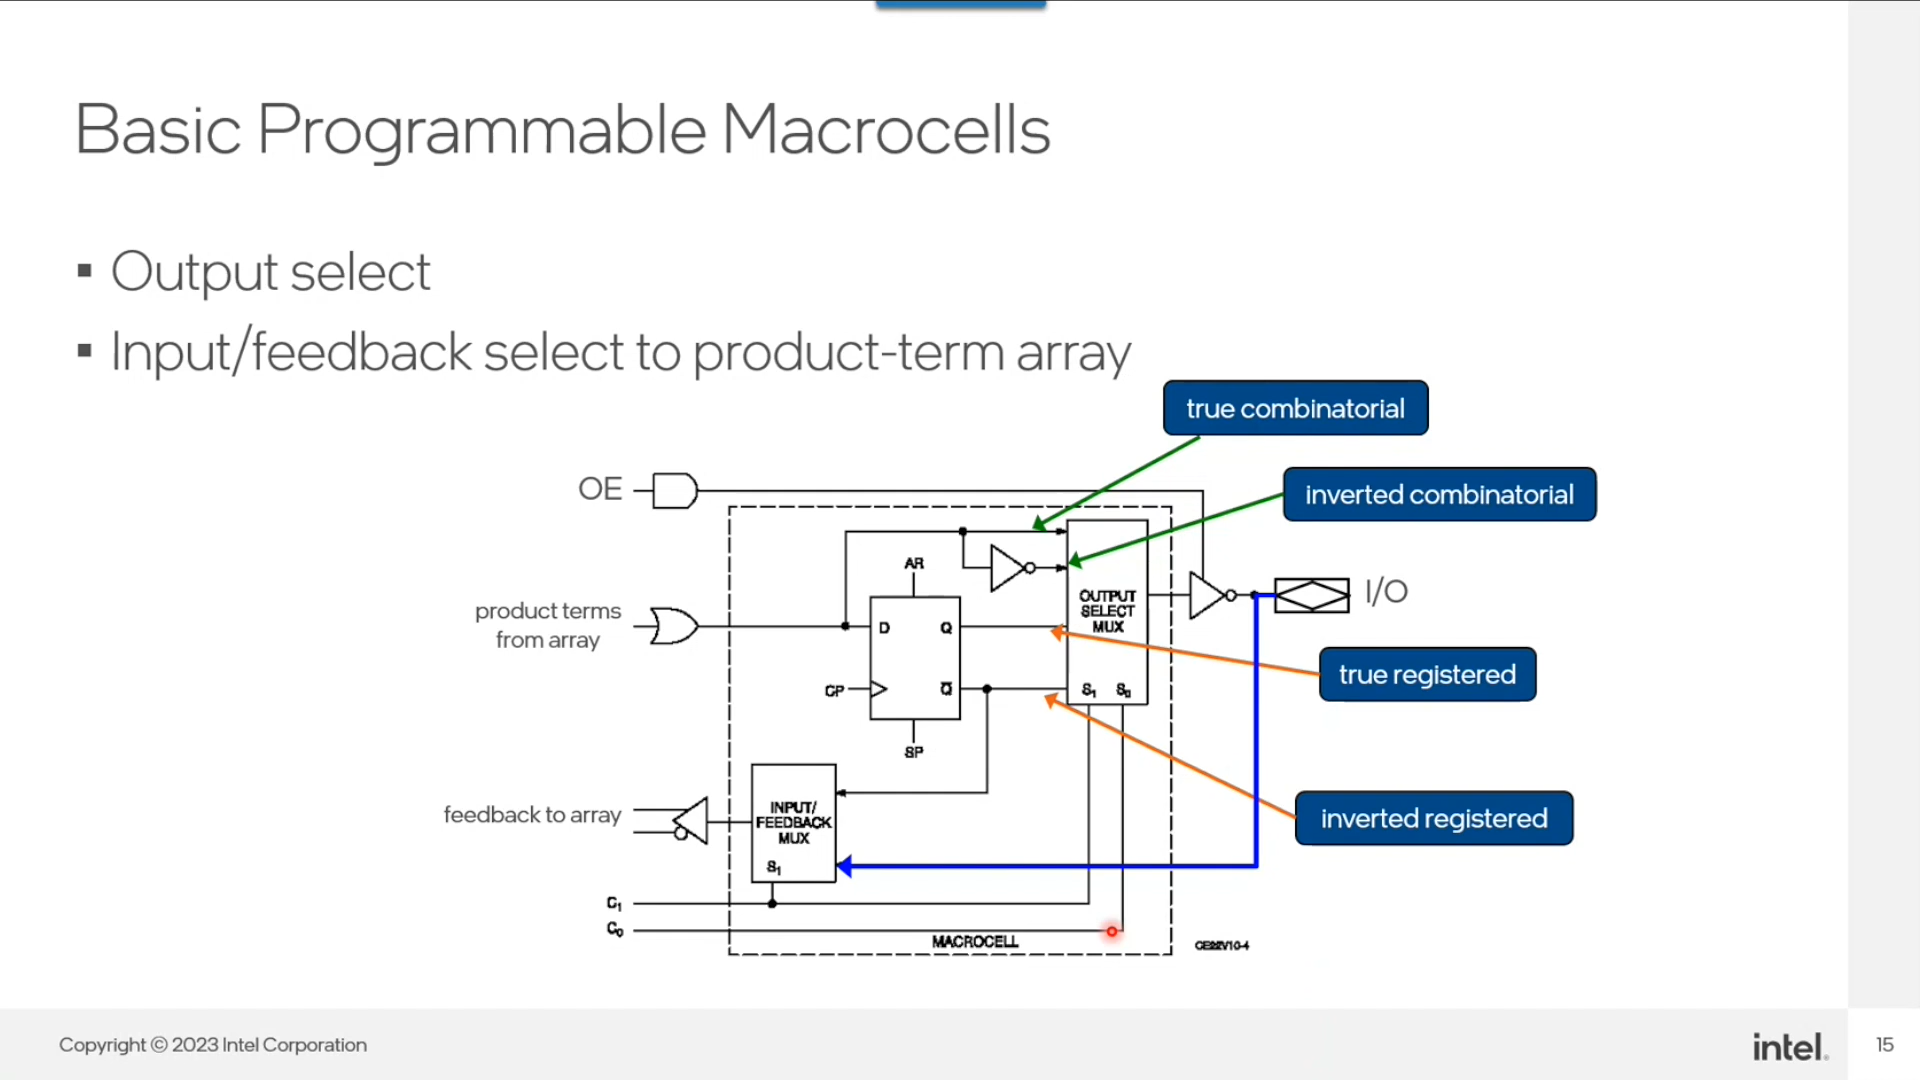 Basic Programmable Macrocells
▪ Output select
▪ Input/feedback select to product-term array
true combinatorial
OE
inverted combinatorial
AR
OUTPUT
SELECT
MUX
I/O
product terms
from array
D
Q
true registered
CP
Q̅
S₁
S₀
SP
INPUT/
FEEDBACK
MUX
S₁
feedback to array
inverted registered
C₁
C₀
MACROCELL
CE22V10-4
Copyright © 2023 Intel Corporation
intel.
15